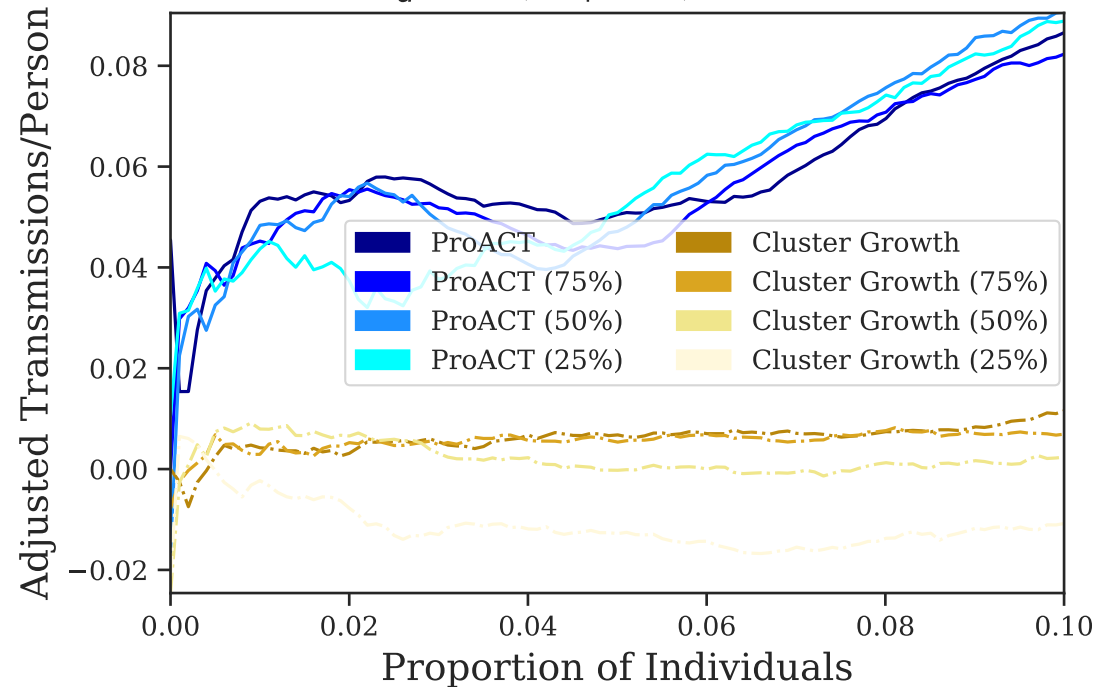 Adjusted Transmissions/Person
0.08
0.06
0.04
0.02
0.00
−0.02
ProACT
ProACT (75%)
ProACT (50%)
ProACT (25%)
Cluster Growth
Cluster Growth (75%)
Cluster Growth (50%)
Cluster Growth (25%)
0.00 0.02 0.04 0.06 0.08 0.10
Proportion of Individuals